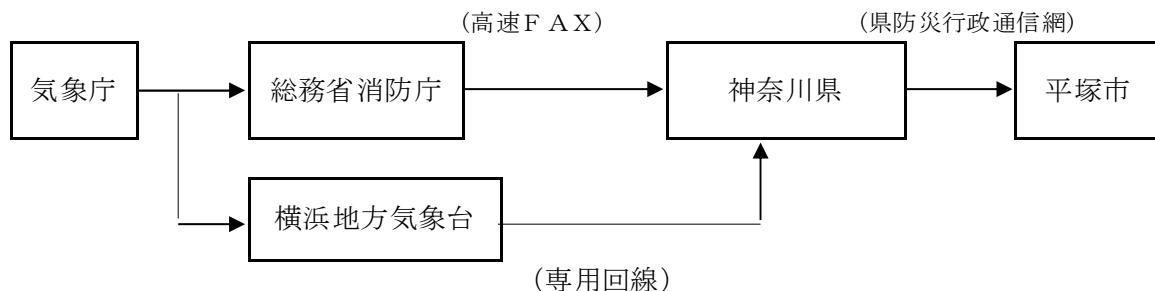 (高速FAX)
(県防災行政通信網)
気象庁
総務省消防庁
神奈川県
平塚市
横浜地方気象台
(専用回線)